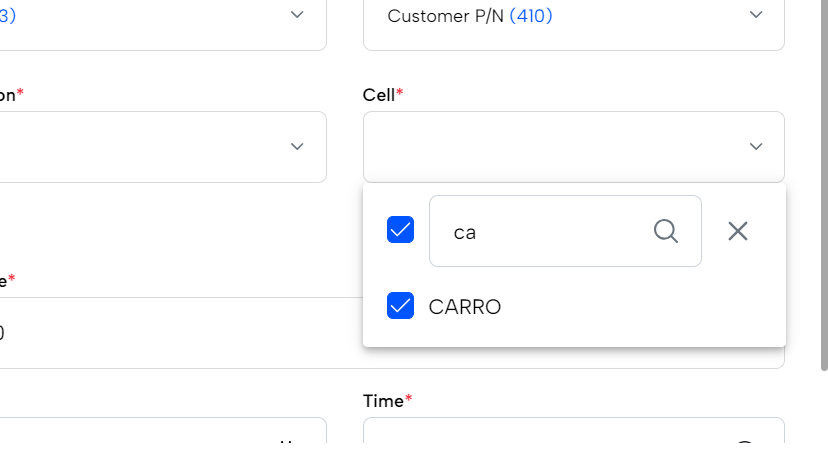 3)
Customer P/N (410)
on*
Cell*
ca
CARRO
e*
0
Time*